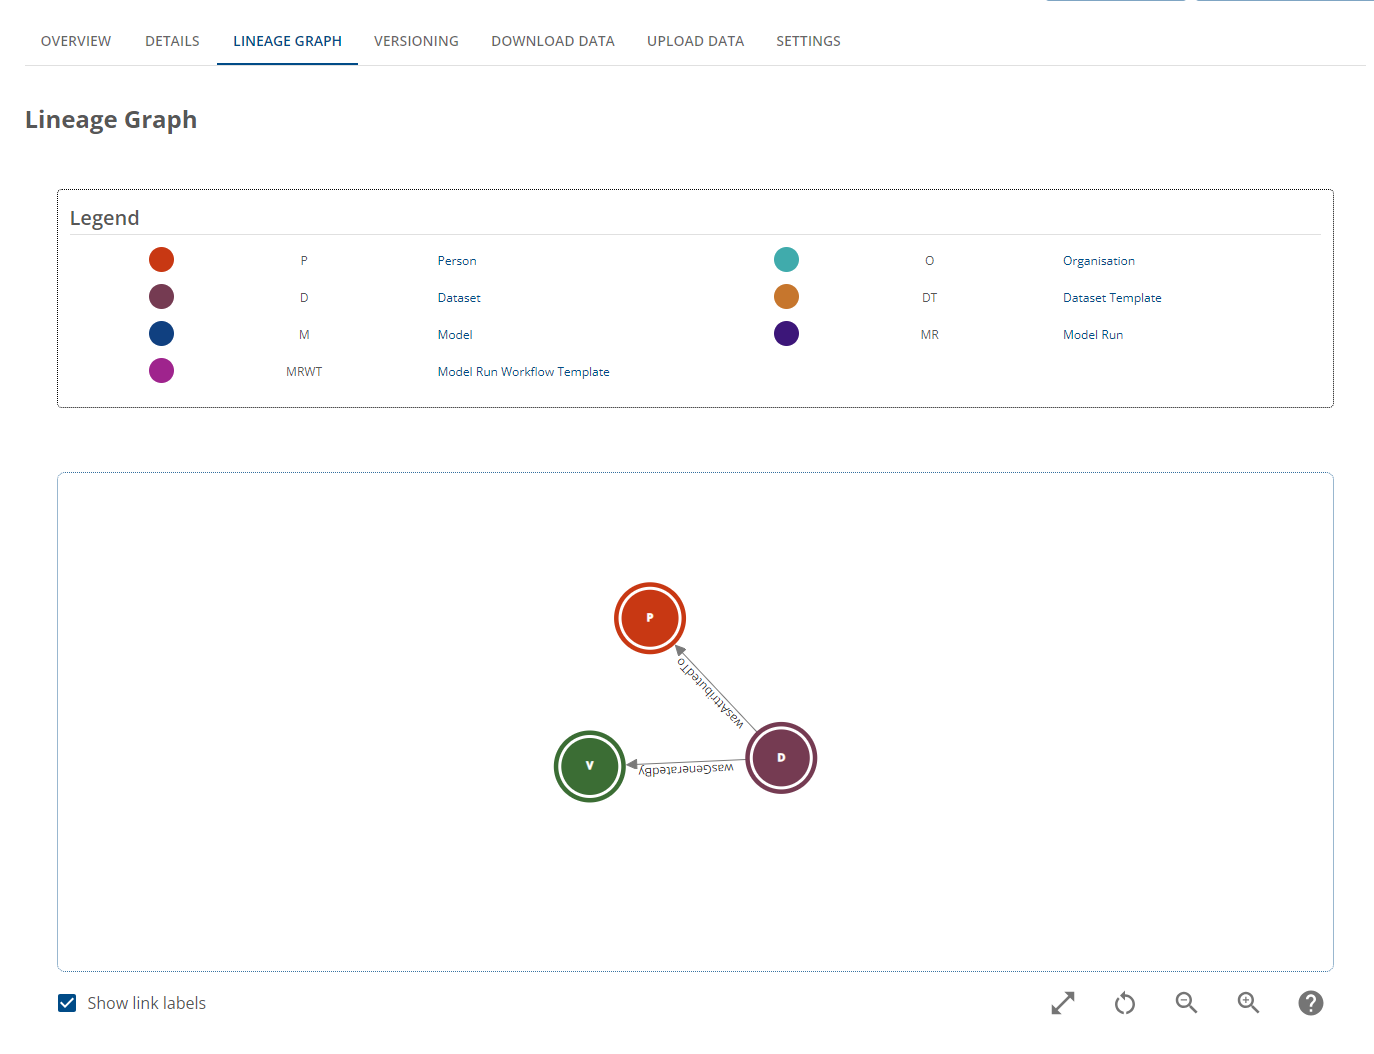 OVERVIEW DETAILS LINEAGE GRAPH VERSIONING DOWNLOAD DATA UPLOAD DATA SETTINGS
Lineage Graph
Legend
P Person O Organisation
D Dataset DT Dataset Template
M Model MR Model Run
MRWT Model Run Workflow Template
P
wasAttributedTo
V wasGeneratedBy D
Show link labels